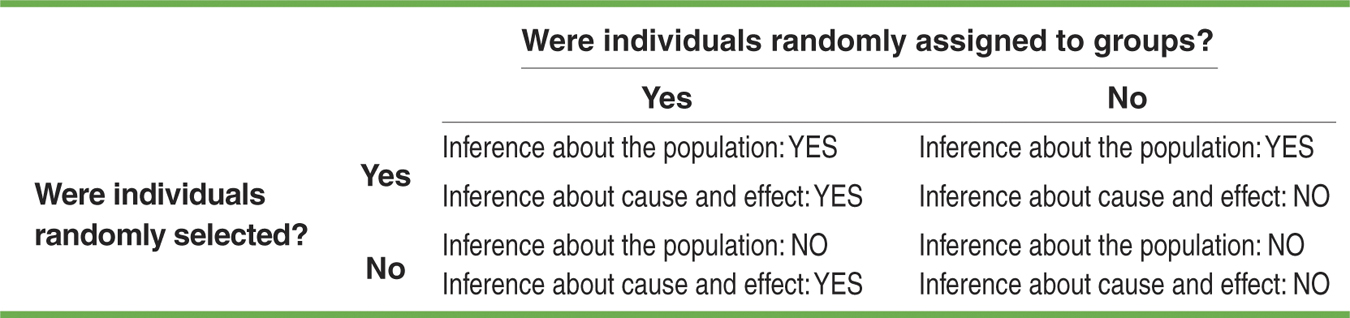 Were individuals randomly assigned to groups?
Yes No
Inference about the population: YES Inference about the population: YES
Yes
Inference about cause and effect: YES Inference about cause and effect: NO
Were individuals
randomly selected?
Inference about the population: NO Inference about the population: NO
No
Inference about cause and effect: YES Inference about cause and effect: NO